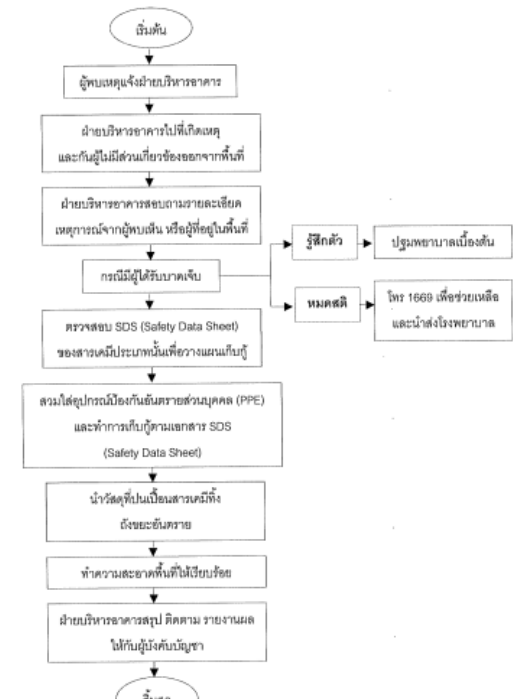 เริ่มต้น
ผู้พบเหตุแจ้งฝ่ายบริหารอาคาร
ฝ่ายบริหารอาคารไปที่เกิดเหตุ
และกันผู้ไม่มีส่วนเกี่ยวข้องออกจากพื้นที่
ฝ่ายบริหารอาคารสอบถามรายละเอียด
เหตุการณ์จากผู้พบเห็น หรือผู้ที่อยู่ในพื้นที่
กรณีมีผู้ได้รับบาดเจ็บ
รู้สึกตัว
ปฐมพยาบาลเบื้องต้น
หมดสติ
โทร 1669 เพื่อช่วยเหลือ
และนำส่งโรงพยาบาล
ตรวจสอบ SDS (Safety Data Sheet)
ของสารเคมีประเภทนั้นเพื่อวางแผนเก็บกู้
สวมใส่อุปกรณ์ป้องกันอันตรายส่วนบุคคล (PPE)
และทำการเก็บกู้ตามเอกสาร SDS
(Safety Data Sheet)
นำวัสดุที่ปนเปื้อนสารเคมีทิ้ง
ถังขยะอันตราย
ทำความสะอาดพื้นที่ให้เรียบร้อย
ฝ่ายบริหารอาคารสรุป ติดตาม รายงานผล
ให้กับผู้บังคับบัญชา